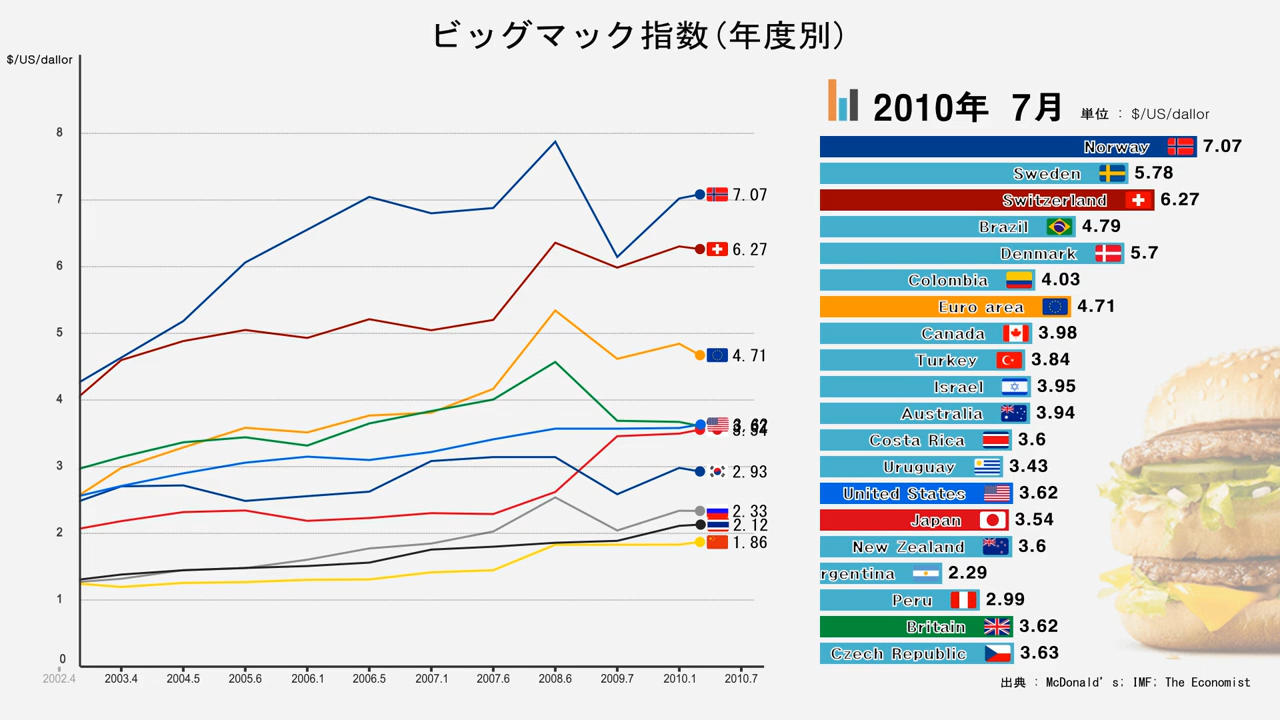 ビッグマック指数(年度別)
$/US/dallor
8
7
6
5
4
3
2
1
0
2002.4 2003.4 2004.5 2005.6 2006.1 2006.5 2007.1 2007.6 2008.6 2009.7 2010.1 2010.7
7.07
6.27
4.71
3.62
2.93
2.33
2.12
1.86
2010年 7月 単位 : $/US/dallor
Norway 7.07
Sweden 5.78
Switzerland 6.27
Brazil 4.79
Denmark 5.7
Colombia 4.03
Euro area 4.71
Canada 3.98
Turkey 3.84
Israel 3.95
Australia 3.94
Costa Rica 3.6
Uruguay 3.43
United States 3.62
Japan 3.54
New Zealand 3.6
rgentina 2.29
Peru 2.99
Britain 3.62
Czech Republic 3.63
出典 : McDonald's; IMF; The Economist